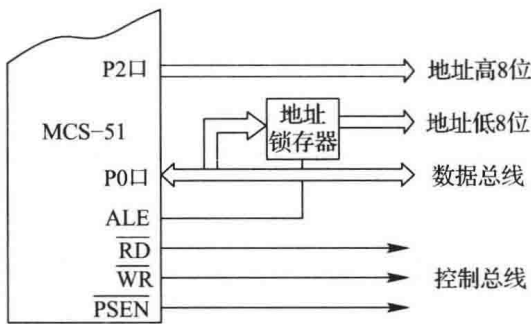 P2口
地址高8位
地址
锁存器
地址低8位
MCS-51
P0口
数据总线
ALE
RD
WR
控制总线
PSEN